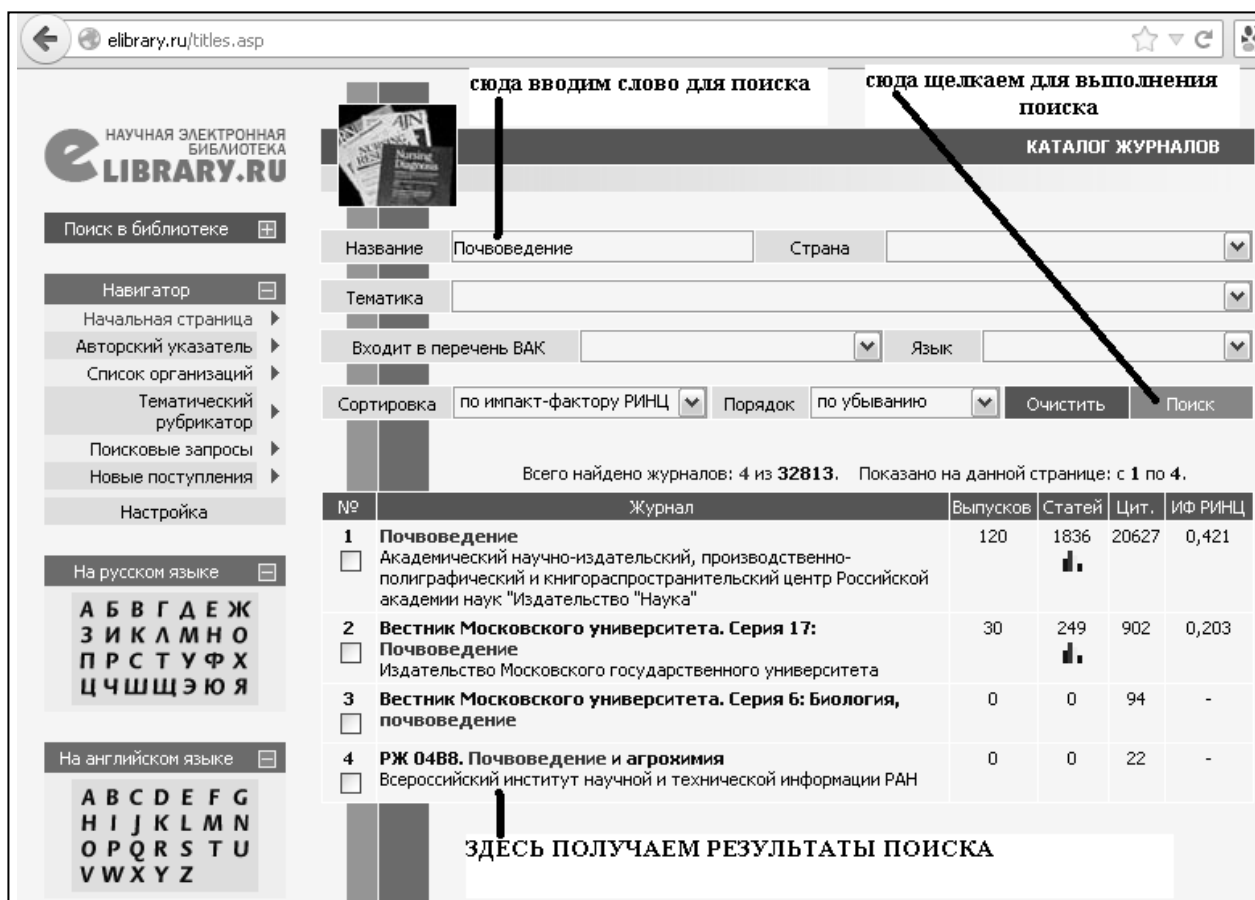 elibrary.ru/titles.asp
сюда вводим слово для поиска
сюда щелкаем для выполнения
поиска
НАУЧНАЯ ЭЛЕКТРОННАЯ
БИБЛИОТЕКА
eLIBRARY.RU
AJN
Nursing
Diagnosis
КАТАЛОГ ЖУРНАЛОВ
Поиск в библиотеке
Название Почвоведение Страна
Навигатор
Тематика
Начальная страница
Авторский указатель
Входит в перечень ВАК Язык
Список организаций
Тематический
рубрикатор
Сортировка по импакт-фактору РИНЦ Порядок по убыванию Очистить Поиск
Поисковые запросы
Новые поступления
Настройка
Всего найдено журналов: 4 из 32813. Показано на данной странице: с 1 по 4.
№ Журнал Выпусков Статей Цит. ИФ РИНЦ
1 Почвоведение 120 1836 20627 0,421
Академический научно-издательский, производственно-
полиграфический и книгораспространительский центр Российской
академии наук "Издательство "Наука"
2 Вестник Московского университета. Серия 17: 30 249 902 0,203
Почвоведение
Издательство Московского государственного университета
3 Вестник Московского университета. Серия 6: Биология, 0 0 94 -
почвоведение
4 РЖ 04В8. Почвоведение и агрохимия 0 0 22 -
Всероссийский институт научной и технической информации РАН
На русском языке
А Б В Г Д Е Ж
З И К Л М Н О
П Р С Т У Ф Х
Ц Ч Ш Щ Э Ю Я
На английском языке
A B C D E F G
H I J K L M N
O P Q R S T U
V W X Y Z
ЗДЕСЬ ПОЛУЧАЕМ РЕЗУЛЬТАТЫ ПОИСКА